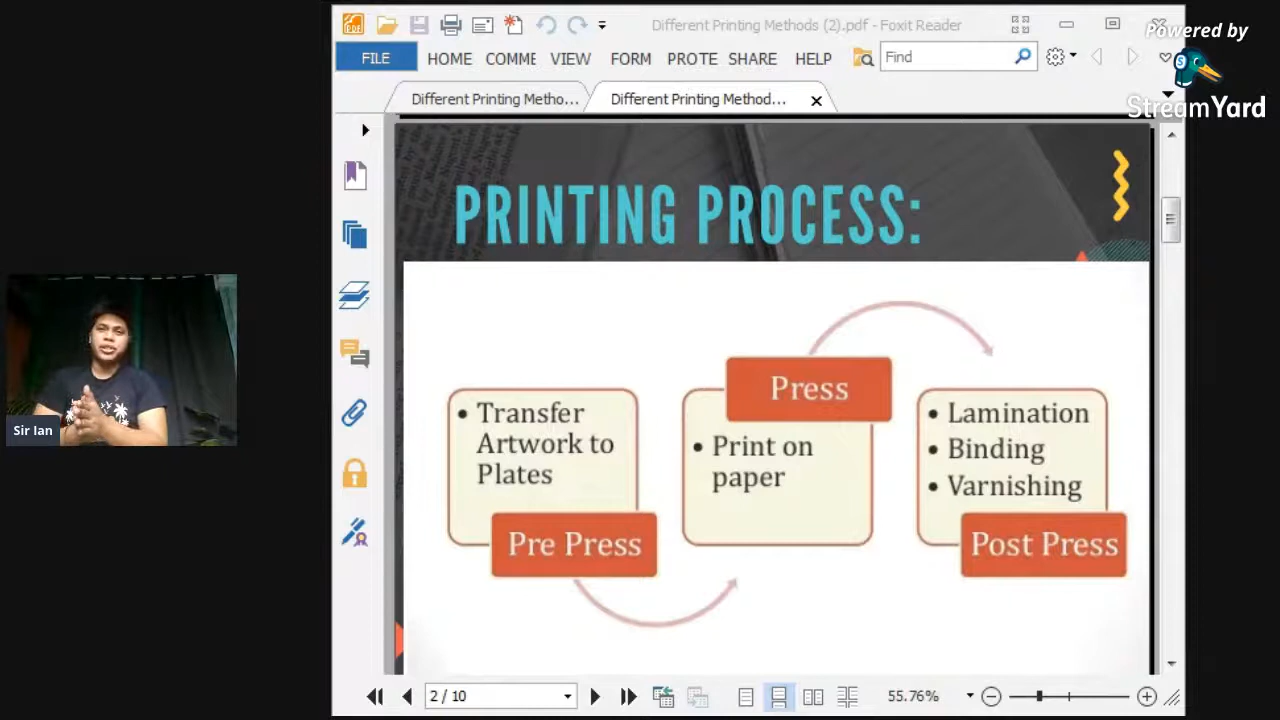 Different Printing Methods (2).pdf - Foxit Reader
Powered by
StreamYard
FILE HOME COMME VIEW FORM PROTE SHARE HELP Find
Different Printing Metho... Different Printing Method...
PRINTING PROCESS:
• Transfer
Artwork to
Plates
Pre Press
Press
• Print on
paper
• Lamination
• Binding
• Varnishing
Post Press
Sir Ian
2 / 10
55.76%